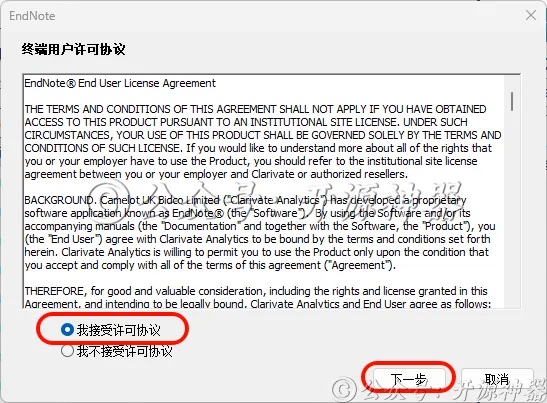 EndNote
终端用户许可协议
EndNote® End User License Agreement
THE TERMS AND CONDITIONS OF THIS AGREEMENT SHALL NOT APPLY IF YOU HAVE OBTAINED
ACCESS TO THIS PRODUCT PURSUANT TO AN INSTITUTIONAL SITE LICENSE. UNDER SUCH
CIRCUMSTANCES, YOUR USE OF THIS PRODUCT SHALL BE GOVERNED SOLELY BY THE TERMS AND
CONDITIONS OF SUCH LICENSE. If you would like to understand more about all of the rights that
you or your employer have to use the Product, you should refer to the institutional site license
agreement between you or your employer and Clarivate or authorized resellers.
BACKGROUND. Camelot UK Bidco Limited ("Clarivate Analytics") has developed a proprietary
software application known as EndNote® (the "Software"). By using the Software and/or its
accompanying manuals (the "Documentation" and together with the Software, the "Product"), you
(the "End User") agree with Clarivate Analytics to be bound by the terms and conditions set forth
herein. Clarivate Analytics is willing to permit you to use the Product only upon the condition that
you accept and comply with all of the terms of this agreement ("Agreement").
THEREFORE, for good and valuable consideration, including the rights and license granted in this
Agreement, and intending to be legally bound, Clarivate Analytics and End User agree as follows:
公众号：开源神器
我接受许可协议
我不接受许可协议
下一步
取消
公众号：开源神器